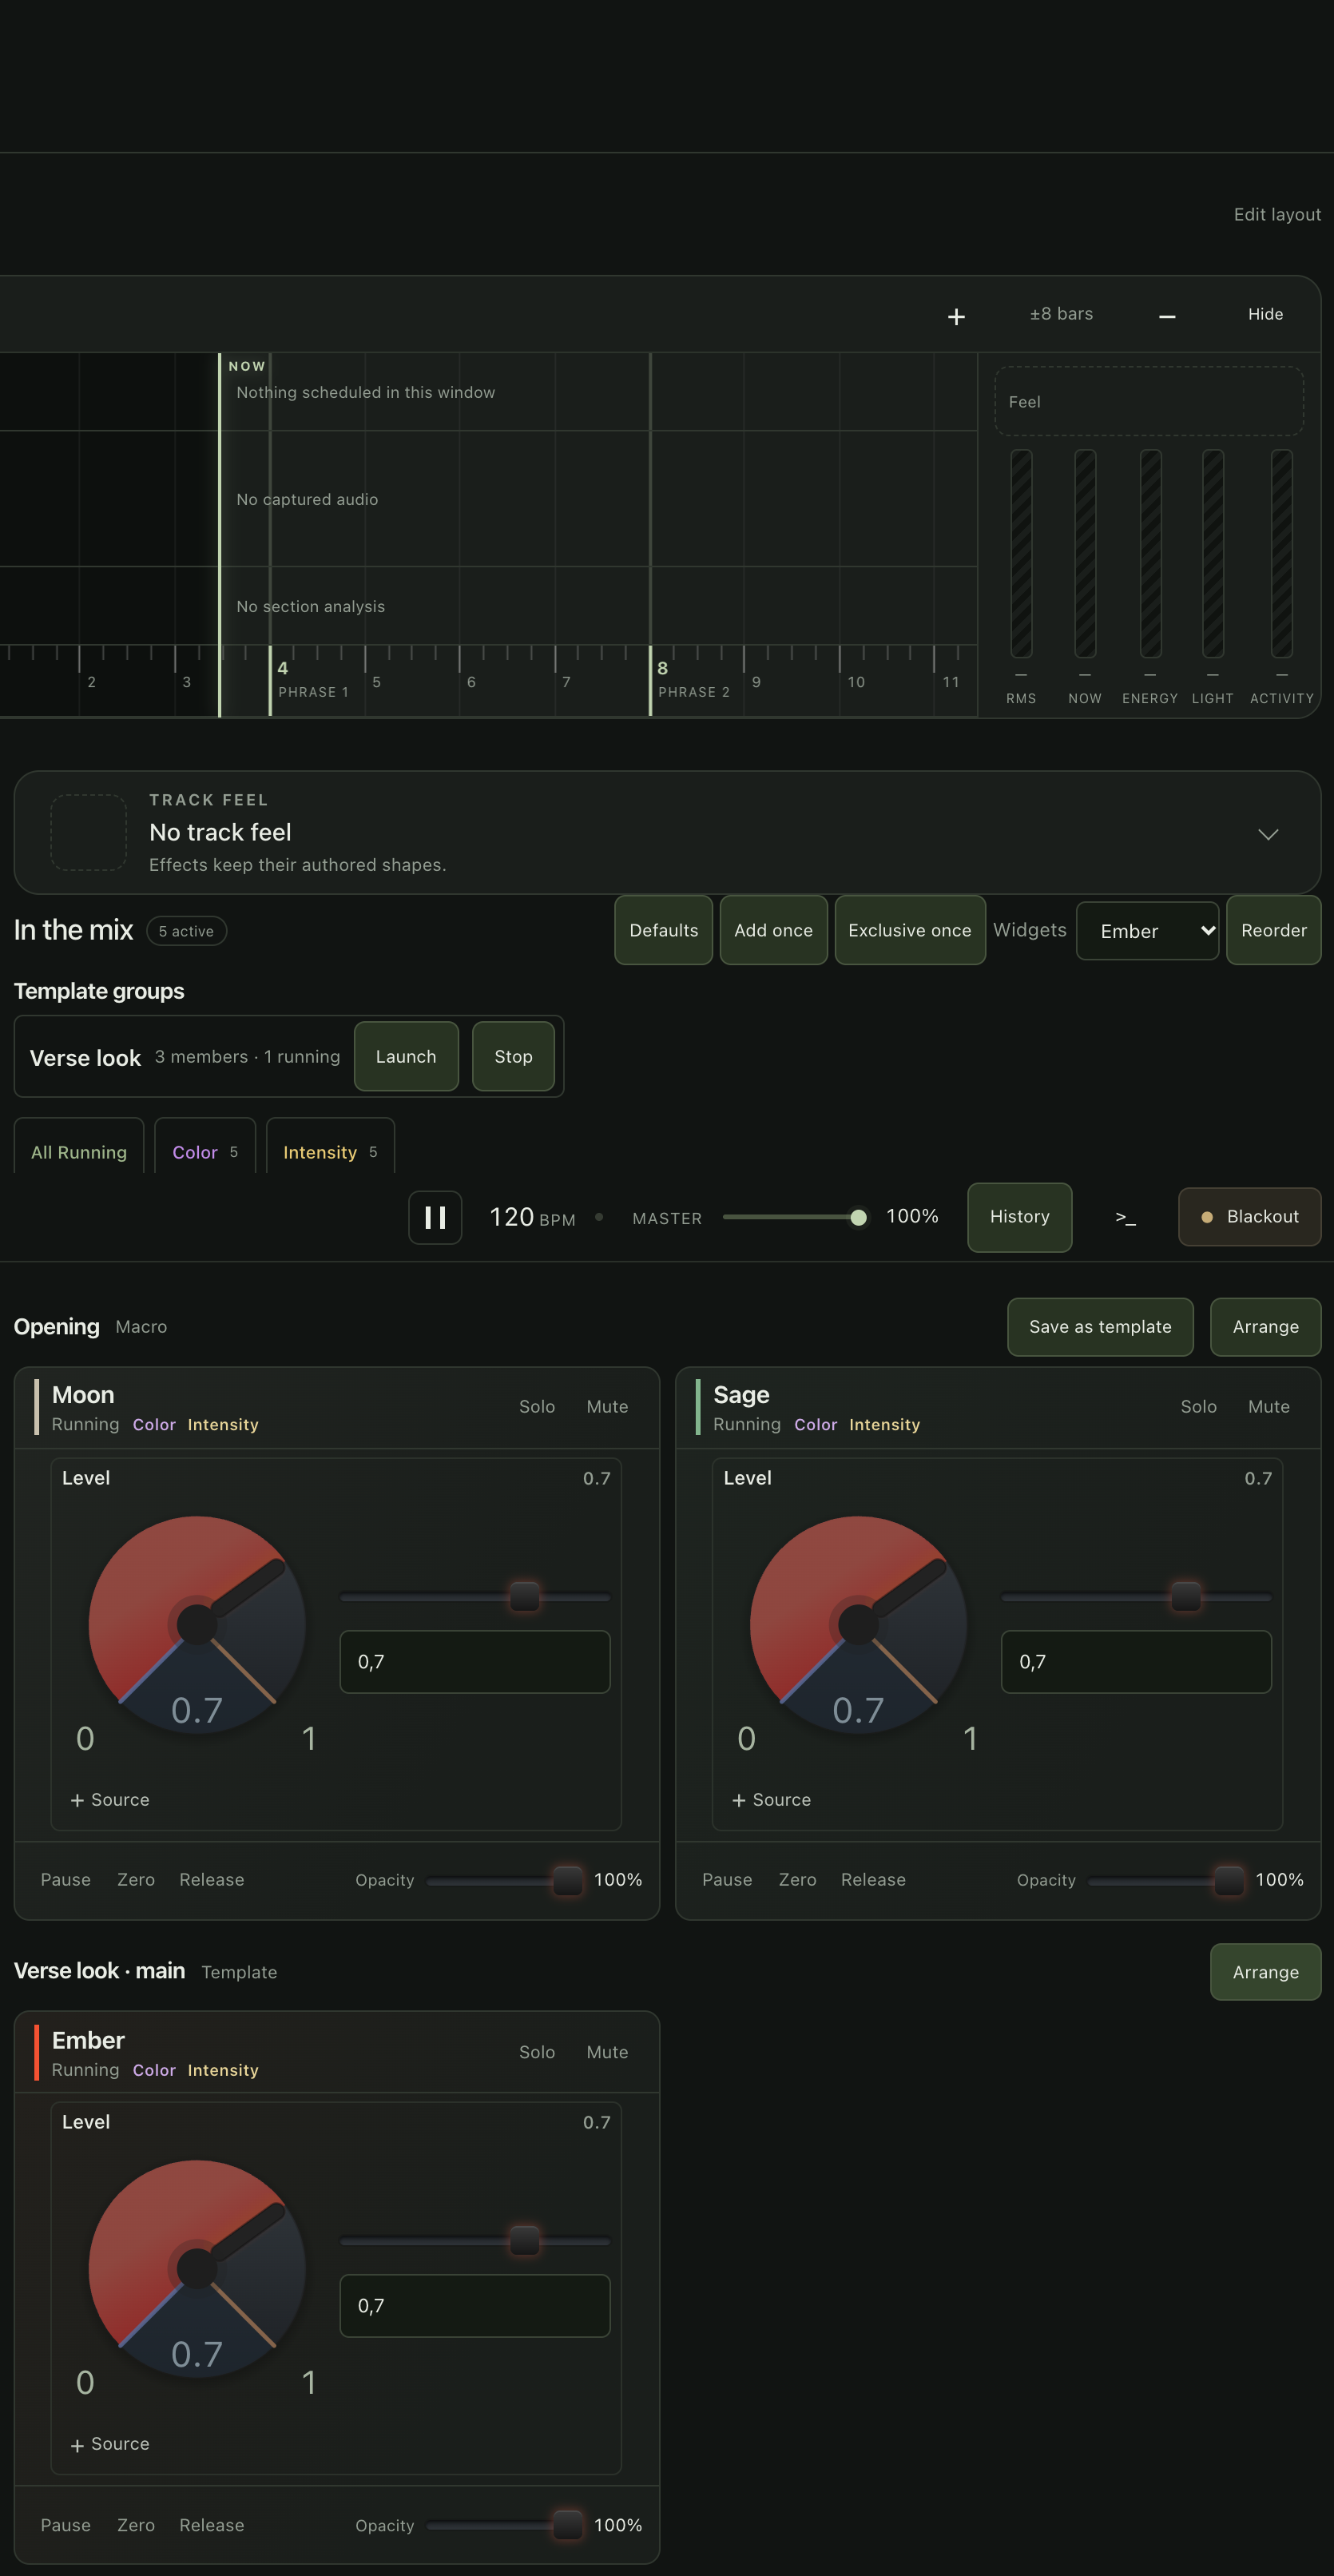 Edit layout
+ ±8 bars − Hide
NOW
Nothing scheduled in this window
Feel
No captured audio
No section analysis
2 3 4 5 6 7 8 9 10 11
PHRASE 1 PHRASE 2
– – – – –
RMS NOW ENERGY LIGHT ACTIVITY
TRACK FEEL
No track feel
Effects keep their authored shapes.
In the mix 5 active Defaults Add once Exclusive once Widgets Ember Reorder
Template groups
Verse look 3 members · 1 running Launch Stop
All Running Color 5 Intensity 5
120 BPM MASTER 100% History >_ Blackout
Opening Macro Save as template Arrange
Moon Solo Mute
Running Color Intensity
Level 0.7
0,7
0.7
0 1
+ Source
Pause Zero Release Opacity 100%
Sage Solo Mute
Running Color Intensity
Level 0.7
0,7
0.7
0 1
+ Source
Pause Zero Release Opacity 100%
Verse look · main Template Arrange
Ember Solo Mute
Running Color Intensity
Level 0.7
0,7
0.7
0 1
+ Source
Pause Zero Release Opacity 100%